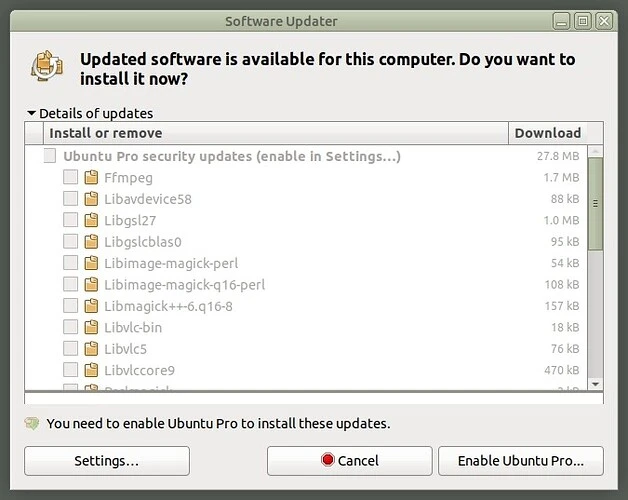 Software Updater
Updated software is available for this computer. Do you want to
install it now?
Details of updates
Install or remove Download
Ubuntu Pro security updates (enable in Settings...) 27.8 MB
Ffmpeg 1.7 MB
Libavdevice58 88 kB
Libgsl27 1.0 MB
Libgslcblas0 95 kB
Libimage-magick-perl 54 kB
Libimage-magick-q16-perl 108 kB
Libmagick++-6.q16-8 157 kB
Libvlc-bin 18 kB
Libvlc5 76 kB
Libvlccore9 470 kB
You need to enable Ubuntu Pro to install these updates.
Settings... Cancel Enable Ubuntu Pro...